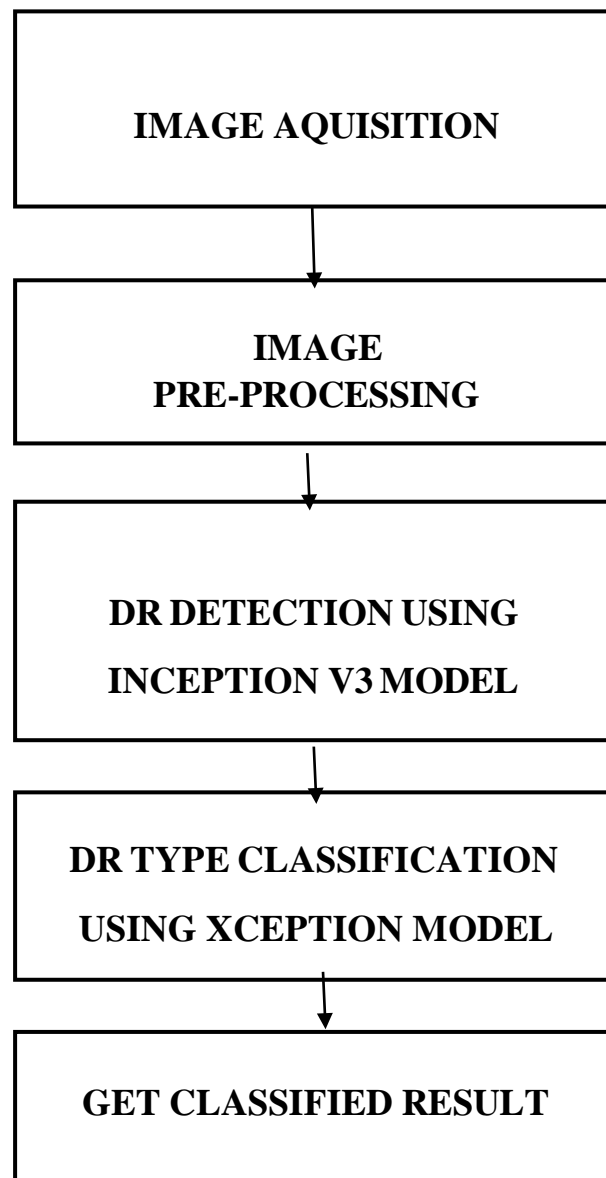 IMAGE AQUISITION
IMAGE
PRE-PROCESSING
DR DETECTION USING
INCEPTION V3 MODEL
DR TYPE CLASSIFICATION
USING XCEPTION MODEL
GET CLASSIFIED RESULT